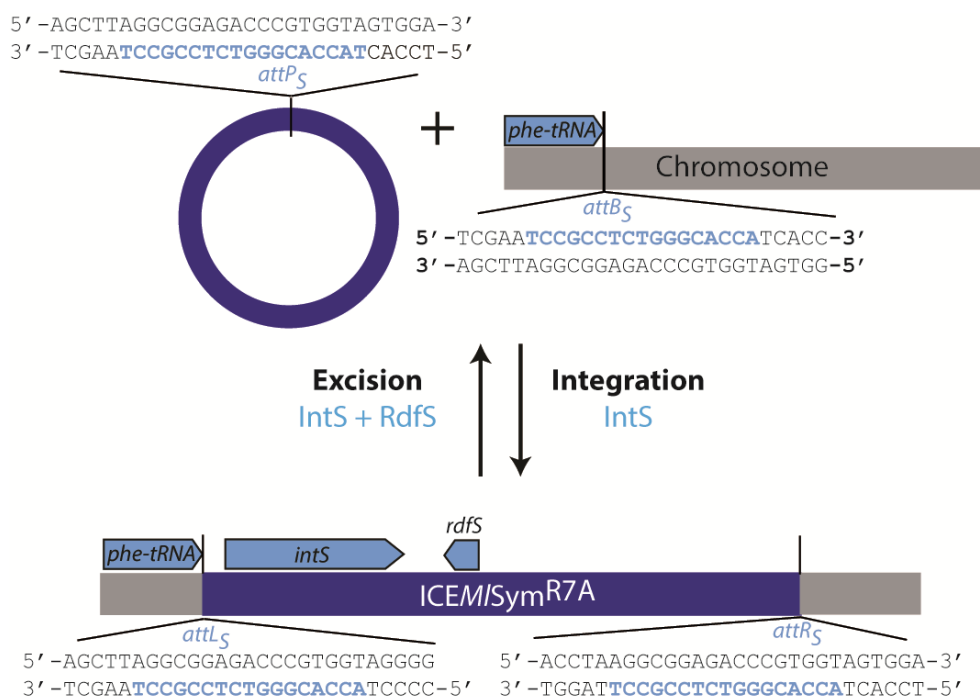 5′-AGCTTAGGCGGAGACCCGTGGTAGTGGA-3′
3′-TCGAATCCGCCTCTGGGCACCATCACCT-5′
attPS
+
phe-tRNA
Chromosome
attBS
5′-TCGAATCCGCCTCTGGGCACCATCACC-3′
3′-AGCTTAGGCGGAGACCCGTGGTAGTGG-5′
Excision
IntS + RdfS
Integration
IntS
rdfS
phe-tRNA
intS
ICEMlSymR7A
attLS
attRS
5′-AGCTTAGGCGGAGACCCGTGGTAGGGG
3′-TCGAATCCGCCTCTGGGCACCATCCCC-5′
5′-ACCTAAGGCGGAGACCCGTGGTAGTGGA-3′
3′-TGGATTCCGCCTCTGGGCACCATCACCT-5′